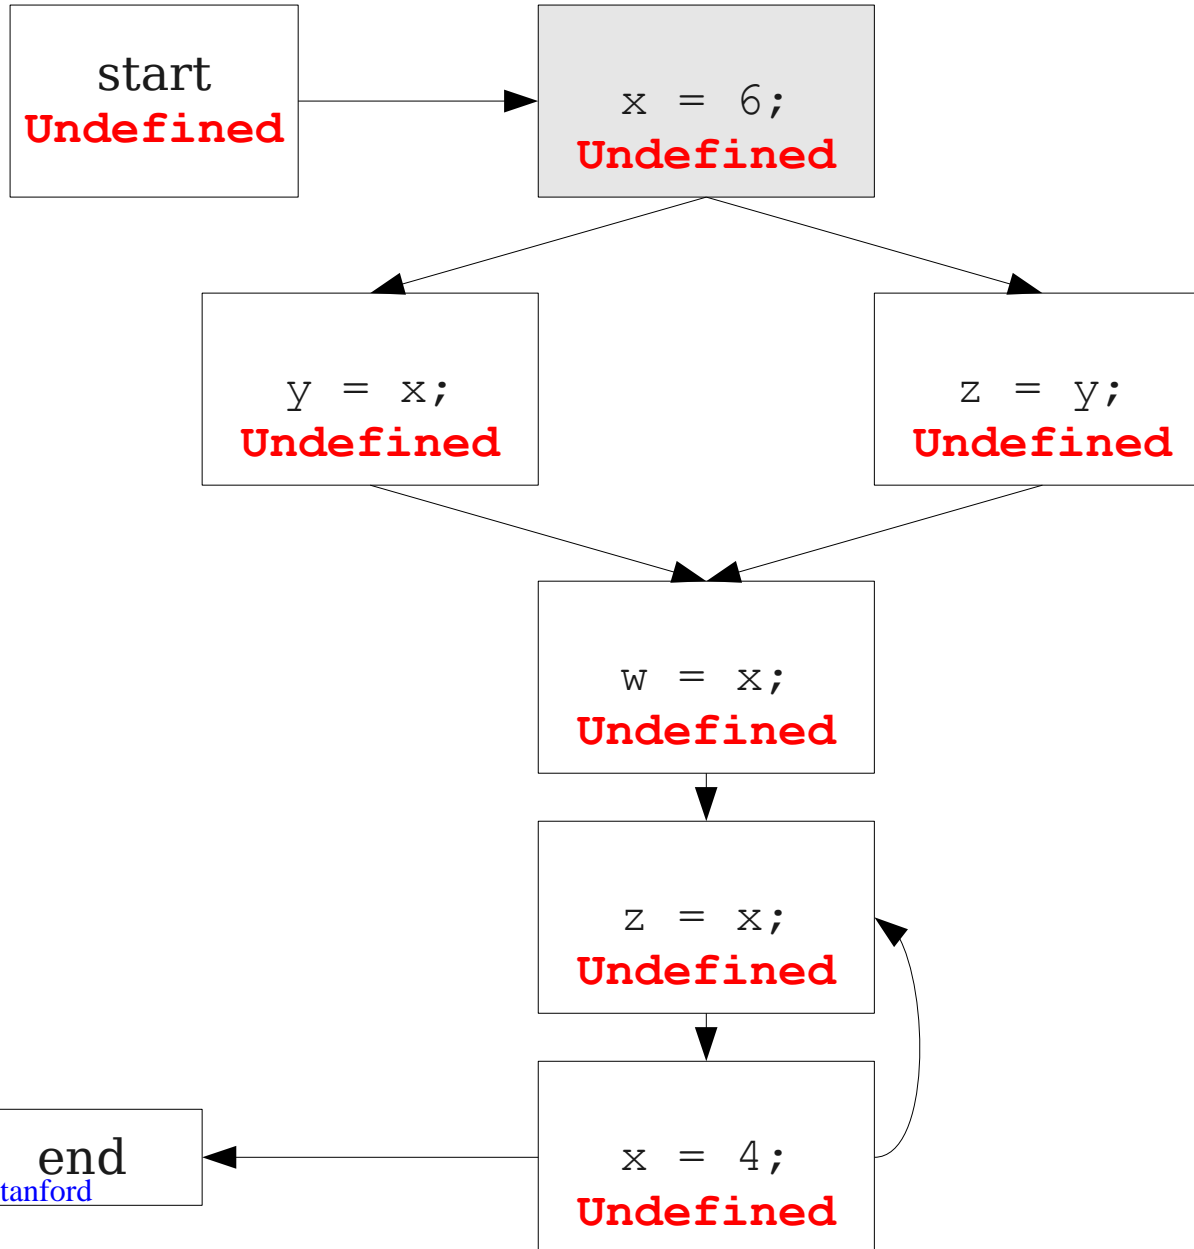 start
Undefined
x = 6;
Undefined
y = x;
Undefined
z = y;
Undefined
w = x;
Undefined
z = x;
Undefined
x = 4;
Undefined
end
tanford